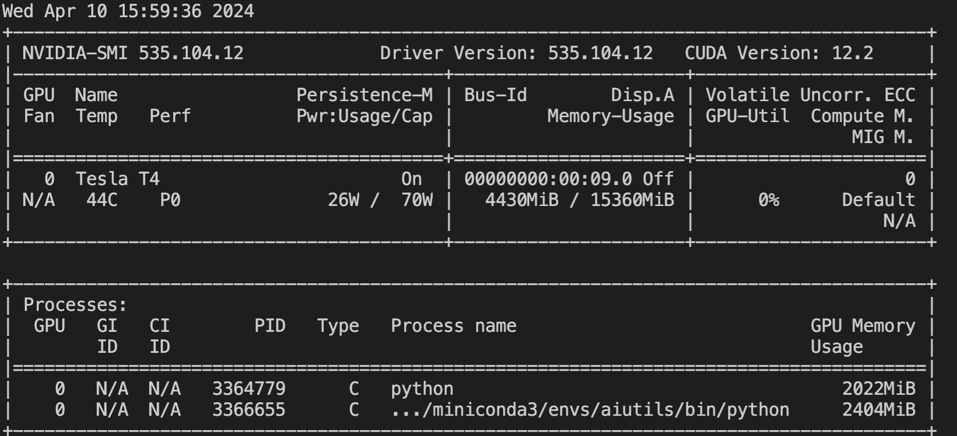 Wed Apr 10 15:59:36 2024
NVIDIA-SMI 535.104.12 Driver Version: 535.104.12 CUDA Version: 12.2
GPU Name Persistence-M | Bus-Id Disp.A | Volatile Uncorr. ECC
Fan Temp Perf Pwr:Usage/Cap | Memory-Usage | GPU-Util Compute M.
MIG M.
0 Tesla T4 On | 00000000:00:09.0 Off | 0
N/A 44C P0 26W / 70W | 4430MiB / 15360MiB | 0% Default
N/A
Processes:
GPU GI CI PID Type Process name GPU Memory
ID ID Usage
0 N/A N/A 3364779 C python 2022MiB
0 N/A N/A 3366655 C .../miniconda3/envs/aiutils/bin/python 2404MiB